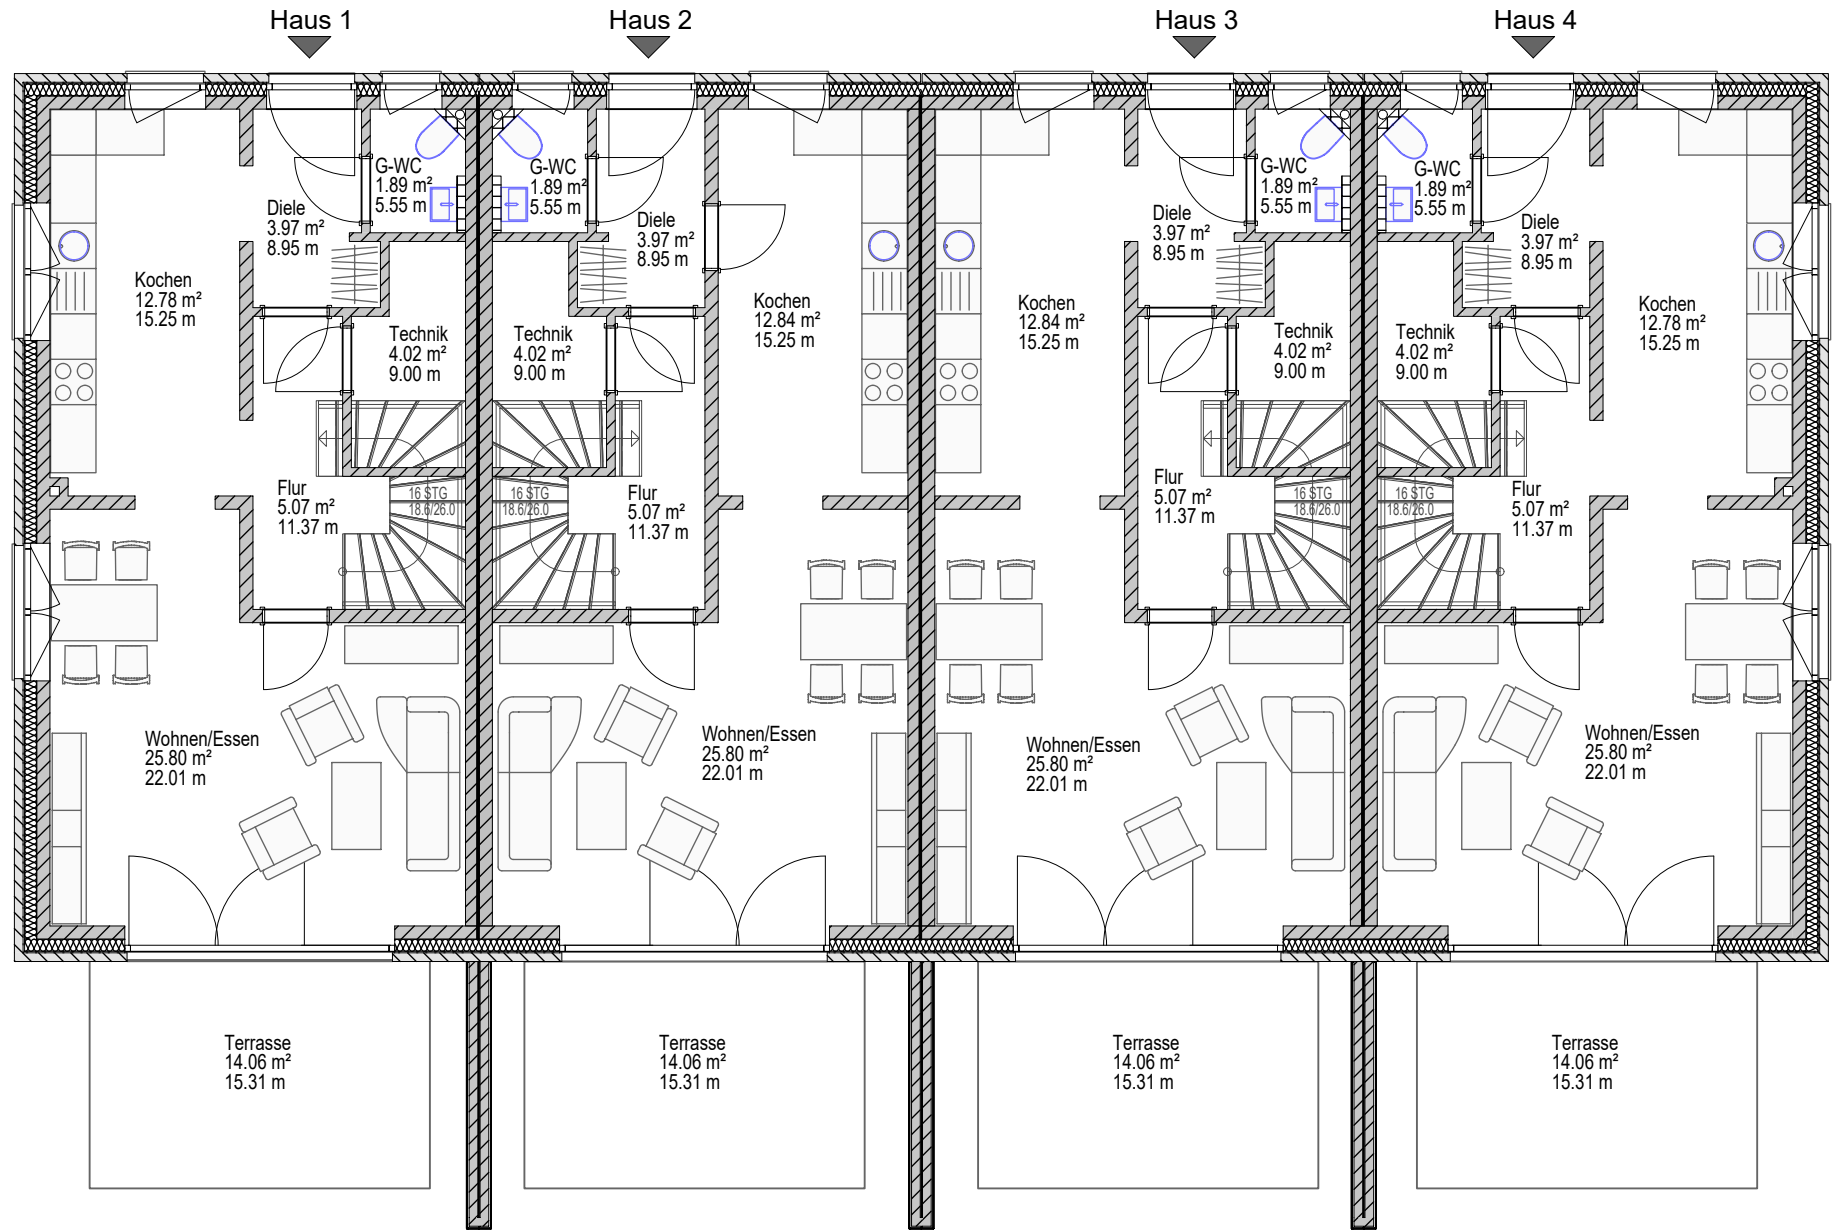 Haus 1
Haus 2
Haus 3
Haus 4
G-WC
1.89 m²
5.55 m
Diele
3.97 m²
8.95 m
Kochen
12.78 m²
15.25 m
Technik
4.02 m²
9.00 m
Flur
5.07 m²
11.37 m
16 STG
18.6/26.0
Wohnen/Essen
25.80 m²
22.01 m
Terrasse
14.06 m²
15.31 m
G-WC
1.89 m²
5.55 m
Diele
3.97 m²
8.95 m
Kochen
12.84 m²
15.25 m
Technik
4.02 m²
9.00 m
Flur
5.07 m²
11.37 m
16 STG
18.6/26.0
Wohnen/Essen
25.80 m²
22.01 m
Terrasse
14.06 m²
15.31 m
G-WC
1.89 m²
5.55 m
Diele
3.97 m²
8.95 m
Kochen
12.84 m²
15.25 m
Technik
4.02 m²
9.00 m
Flur
5.07 m²
11.37 m
16 STG
18.6/26.0
Wohnen/Essen
25.80 m²
22.01 m
Terrasse
14.06 m²
15.31 m
G-WC
1.89 m²
5.55 m
Diele
3.97 m²
8.95 m
Kochen
12.78 m²
15.25 m
Technik
4.02 m²
9.00 m
Flur
5.07 m²
11.37 m
16 STG
18.6/26.0
Wohnen/Essen
25.80 m²
22.01 m
Terrasse
14.06 m²
15.31 m